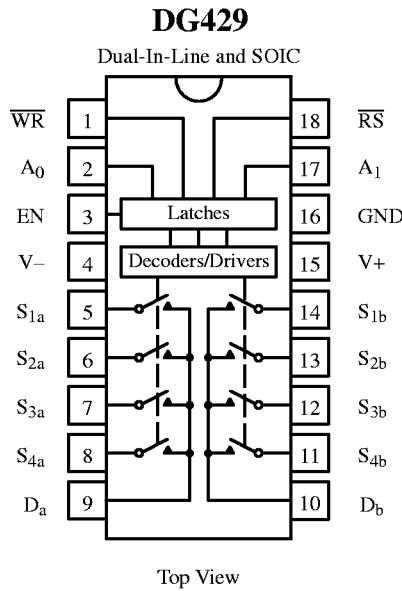 DG429
Dual-In-Line and SOIC
W̅R̅ 1 18 R̅S̅
A₀ 2 17 A₁
EN 3 Latches 16 GND
V– 4 Decoders/Drivers 15 V+
S₁ₐ 5 14 S1b
S₂ₐ 6 13 S2b
S₃ₐ 7 12 S3b
S₄ₐ 8 11 S4b
Dₐ 9 10 Db
Top View